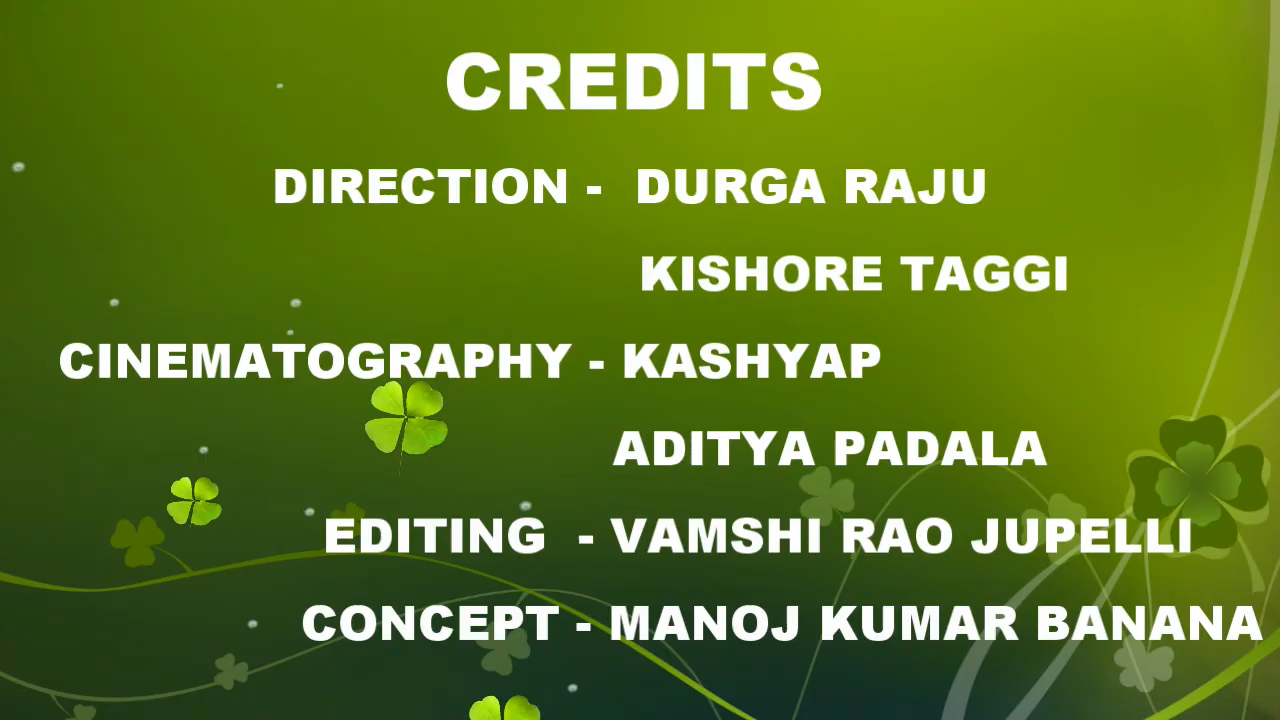 CREDITS
DIRECTION - DURGA RAJU
KISHORE TAGGI
CINEMATOGRAPHY - KASHYAP
ADITYA PADALA
EDITING - VAMSHI RAO JUPELLI
CONCEPT - MANOJ KUMAR BANANA